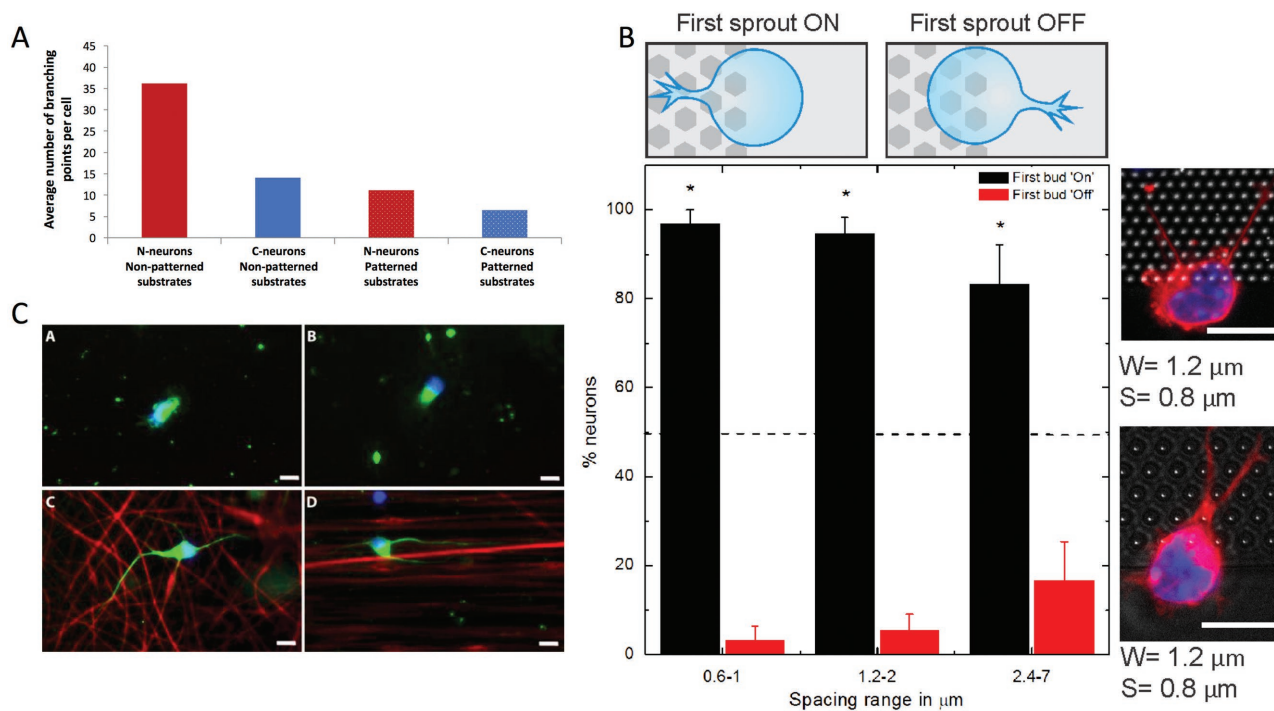 A
Average number of branching
points per cell
45
40
35
30
25
20
15
10
5
0
N-neurons
Non-patterned
substrates
C-neurons
Non-patterned
substrates
N-neurons
Patterned
substrates
C-neurons
Patterned
substrates
B
First sprout ON
First sprout OFF
% neurons
100
80
60
40
20
0
*
*
*
First bud 'On'
First bud 'Off'
0.6-1
1.2-2
2.4-7
Spacing range in μm
W= 1.2 μm
S= 0.8 μm
W= 1.2 μm
S= 0.8 μm
C
A
B
C
D